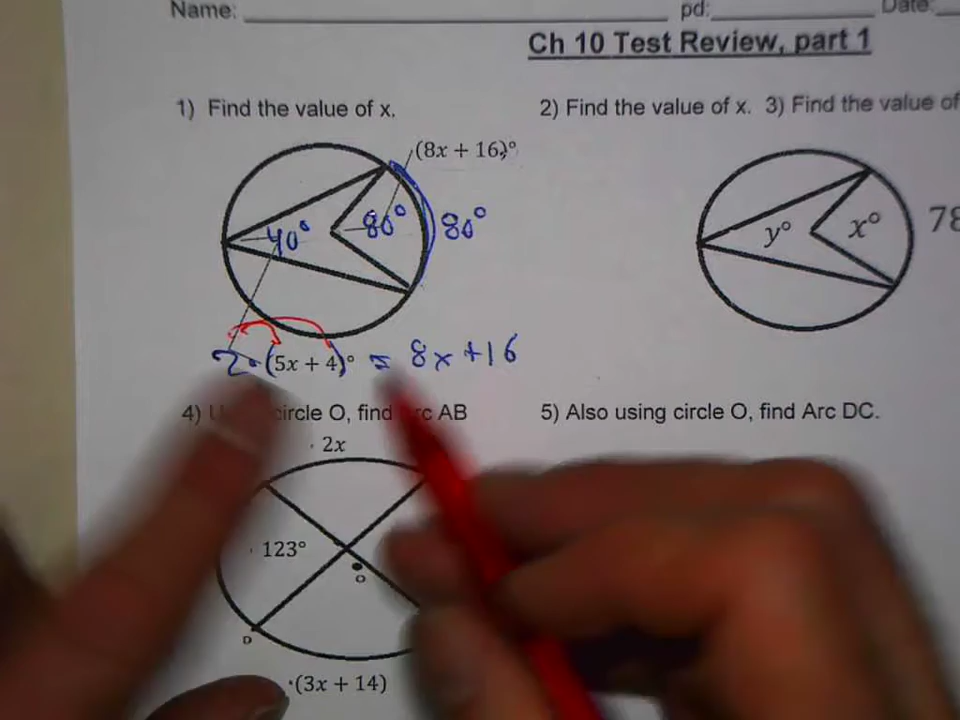 Name: pd: Date:
Ch 10 Test Review, part 1
1) Find the value of x. 2) Find the value of x. 3) Find the value of
(8x + 16)°
40° 80° 80° y° x° 78
2•(5x + 4)° = 8x + 16
4) circle O, find Arc AB 5) Also using circle O, find Arc DC.
2x
123°
O
D
(3x + 14)